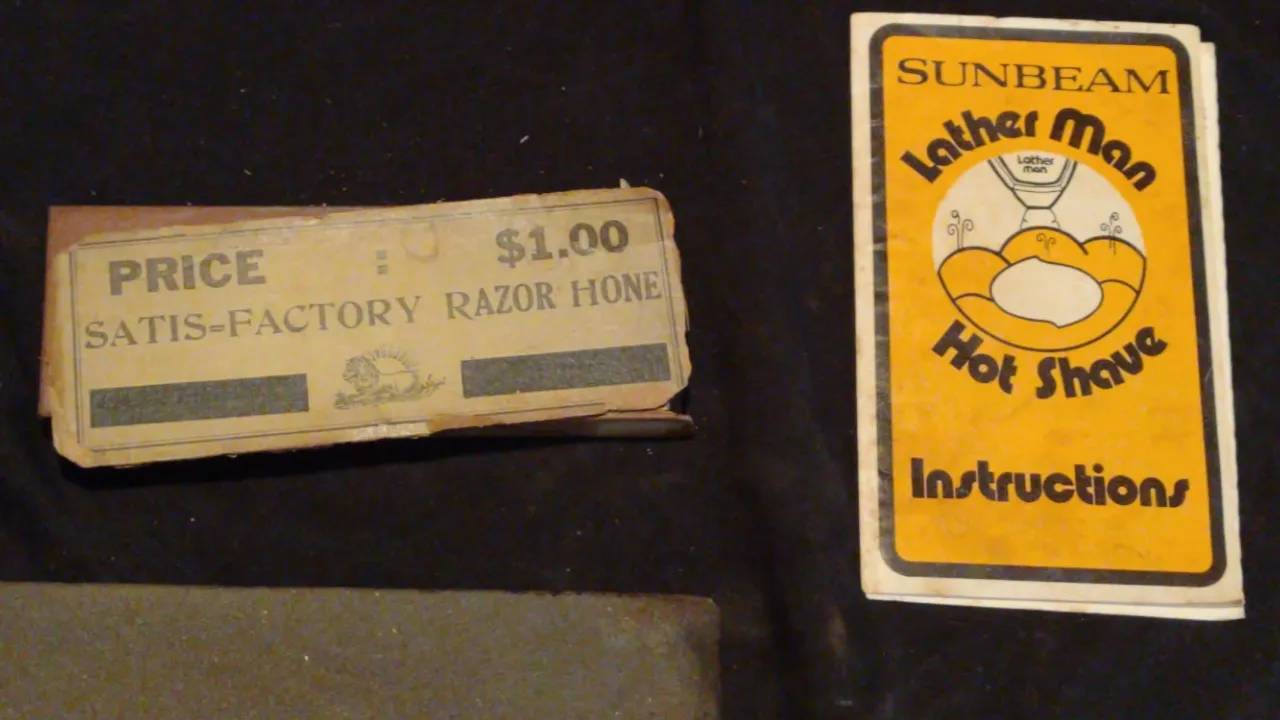 PRICE : $1.00
SATIS=FACTORY RAZOR HONE
SUNBEAM
Lather Man
Lather
man
Hot Shave
Instructions